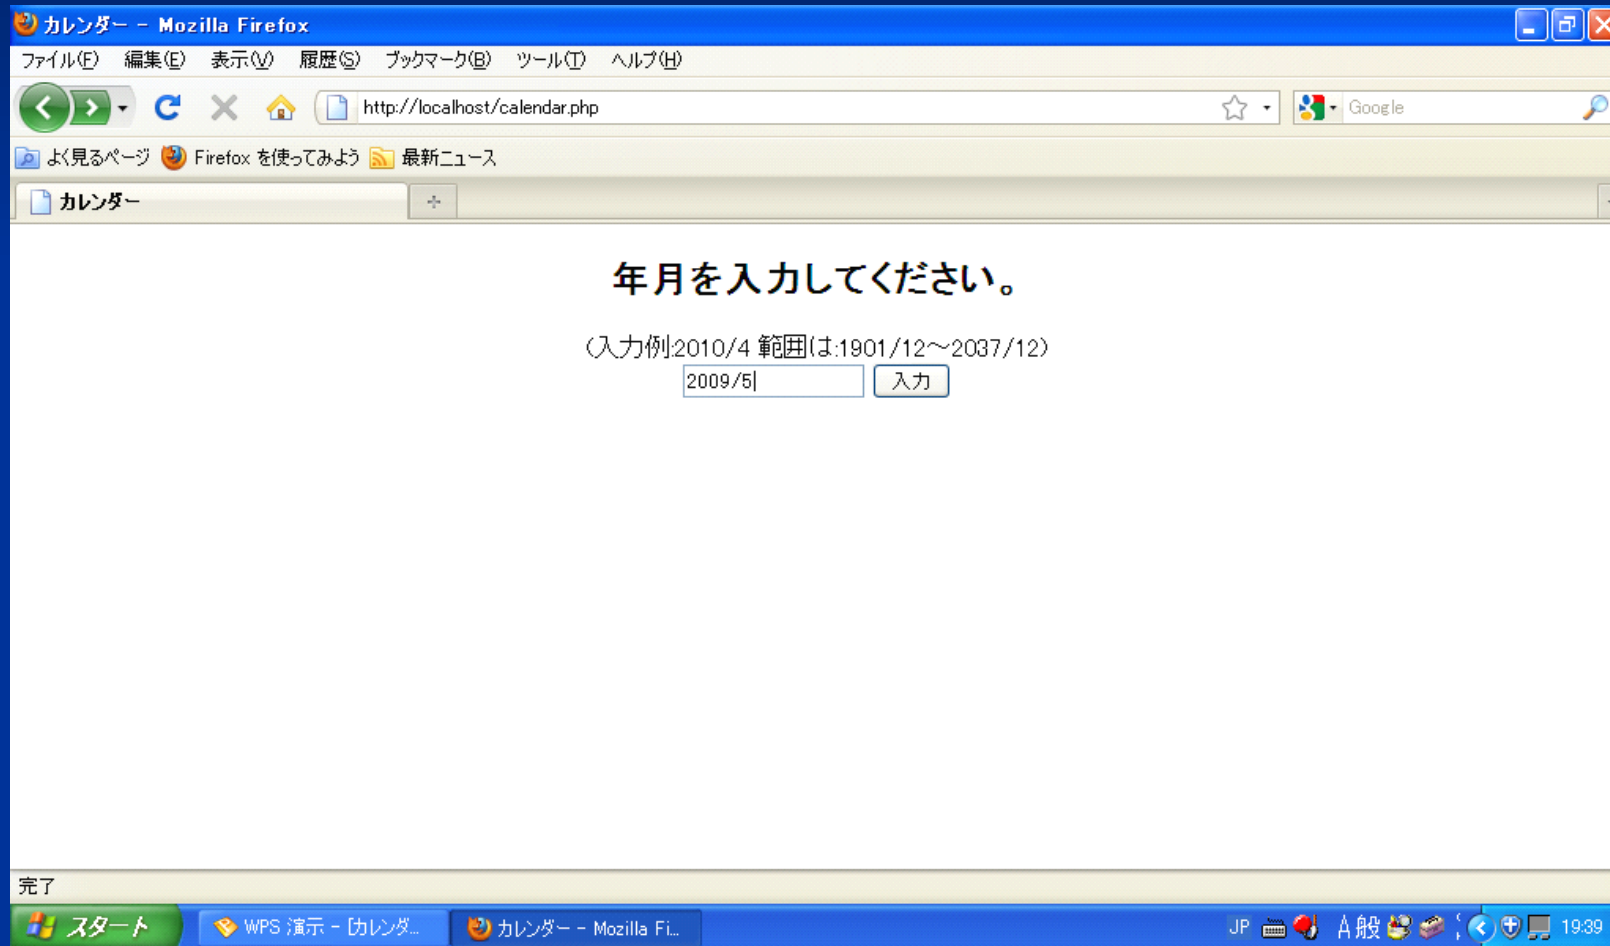 カレンダー - Mozilla Firefox
ファイル(F) 編集(E) 表示(V) 履歴(S) ブックマーク(B) ツール(T) ヘルプ(H)
http://localhost/calendar.php Google
よく見るページ Firefox を使ってみよう 最新ニュース
カレンダー
年月を入力してください。
(入力例:2010/4 範囲は:1901/12～2037/12)
2009/5 入力
完了
スタート WPS 演示 - [カレンダ... カレンダー - Mozilla Fi... JP A 般 19:39